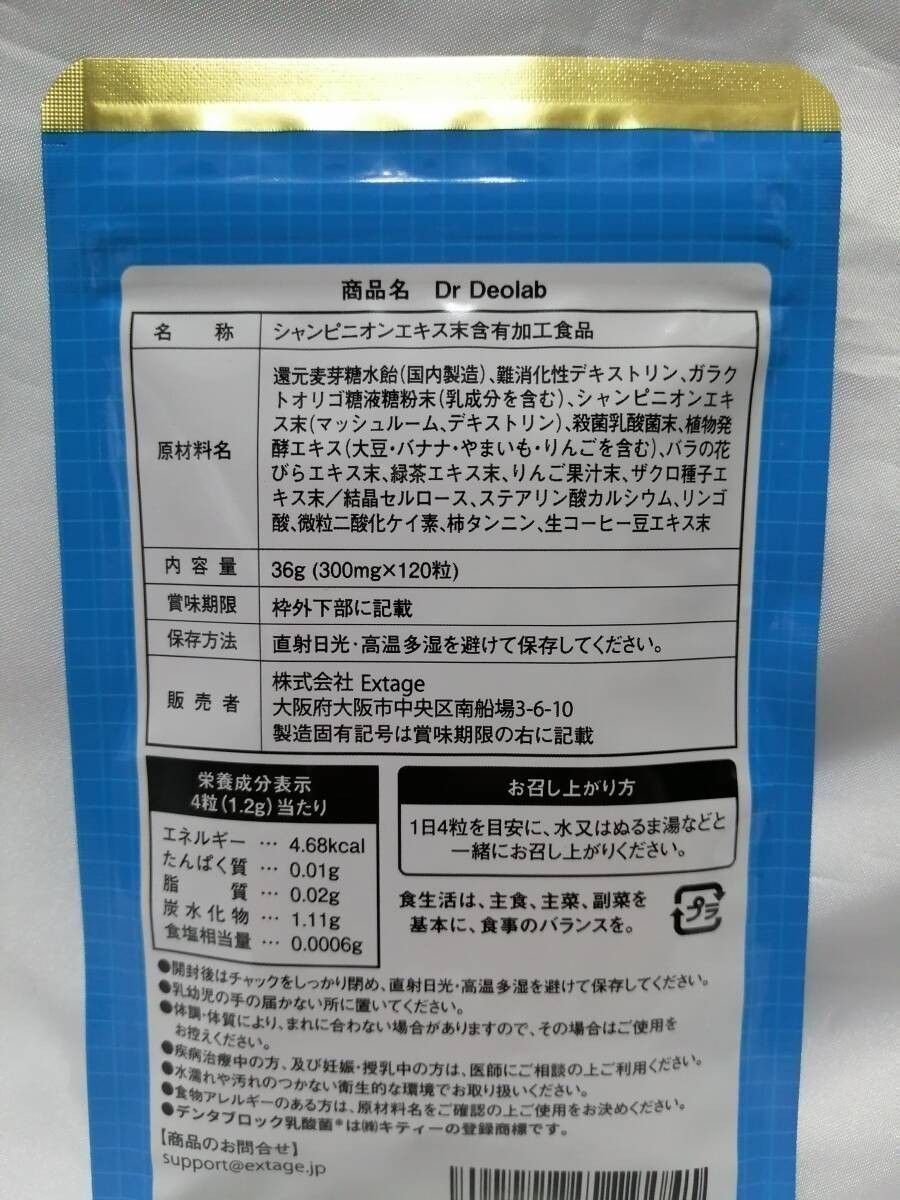 商品名 Dr Deolab
名 称 シャンピニオンエキス末含有加工食品
原材料名
還元麦芽糖水飴(国内製造)、難消化性デキストリン、ガラク
トオリゴ糖液糖粉末(乳成分を含む)、シャンピニオンエキ
ス末(マッシュルーム、デキストリン)、殺菌乳酸菌末、植物発
酵エキス(大豆・バナナ・やまいも・りんごを含む)、バラの花
びらエキス末、緑茶エキス末、りんご果汁末、ザクロ種子エ
キス末/結晶セルロース、ステアリン酸カルシウム、リンゴ
酸、微粒二酸化ケイ素、柿タンニン、生コーヒー豆エキス末
内容量 36g (300mg×120粒)
賞味期限 枠外下部に記載
保存方法 直射日光・高温多湿を避けて保存してください。
販売者
株式会社 Extage
大阪府大阪市中央区南船場3-6-10
製造固有記号は賞味期限の右に記載
栄養成分表示
4粒(1.2g)当たり
エネルギー … 4.68kcal
たんぱく質 … 0.01g
脂 質 … 0.02g
炭水化物 … 1.11g
食塩相当量 … 0.0006g
お召し上がり方
1日4粒を目安に、水又はぬるま湯などと
一緒にお召し上がりください。
食生活は、主食、主菜、副菜を
基本に、食事のバランスを。
プラ
●開封後はチャックをしっかり閉め、直射日光・高温多湿を避けて保存してください。
●乳幼児の手の届かない所に置いてください。
●体調・体質により、まれに合わない場合がありますので、その場合はご使用を
お控えください。
●疾病治療中の方、及び妊娠・授乳中の方は、医師にご相談の上ご利用ください。
●水濡れや汚れのつかない衛生的な環境でお取り扱いください。
●食物アレルギーのある方は、原材料名をご確認の上ご使用をお決めください。
●デンタブロック乳酸菌®は㈱キティーの登録商標です。
【商品のお問合せ】
support@extage.jp